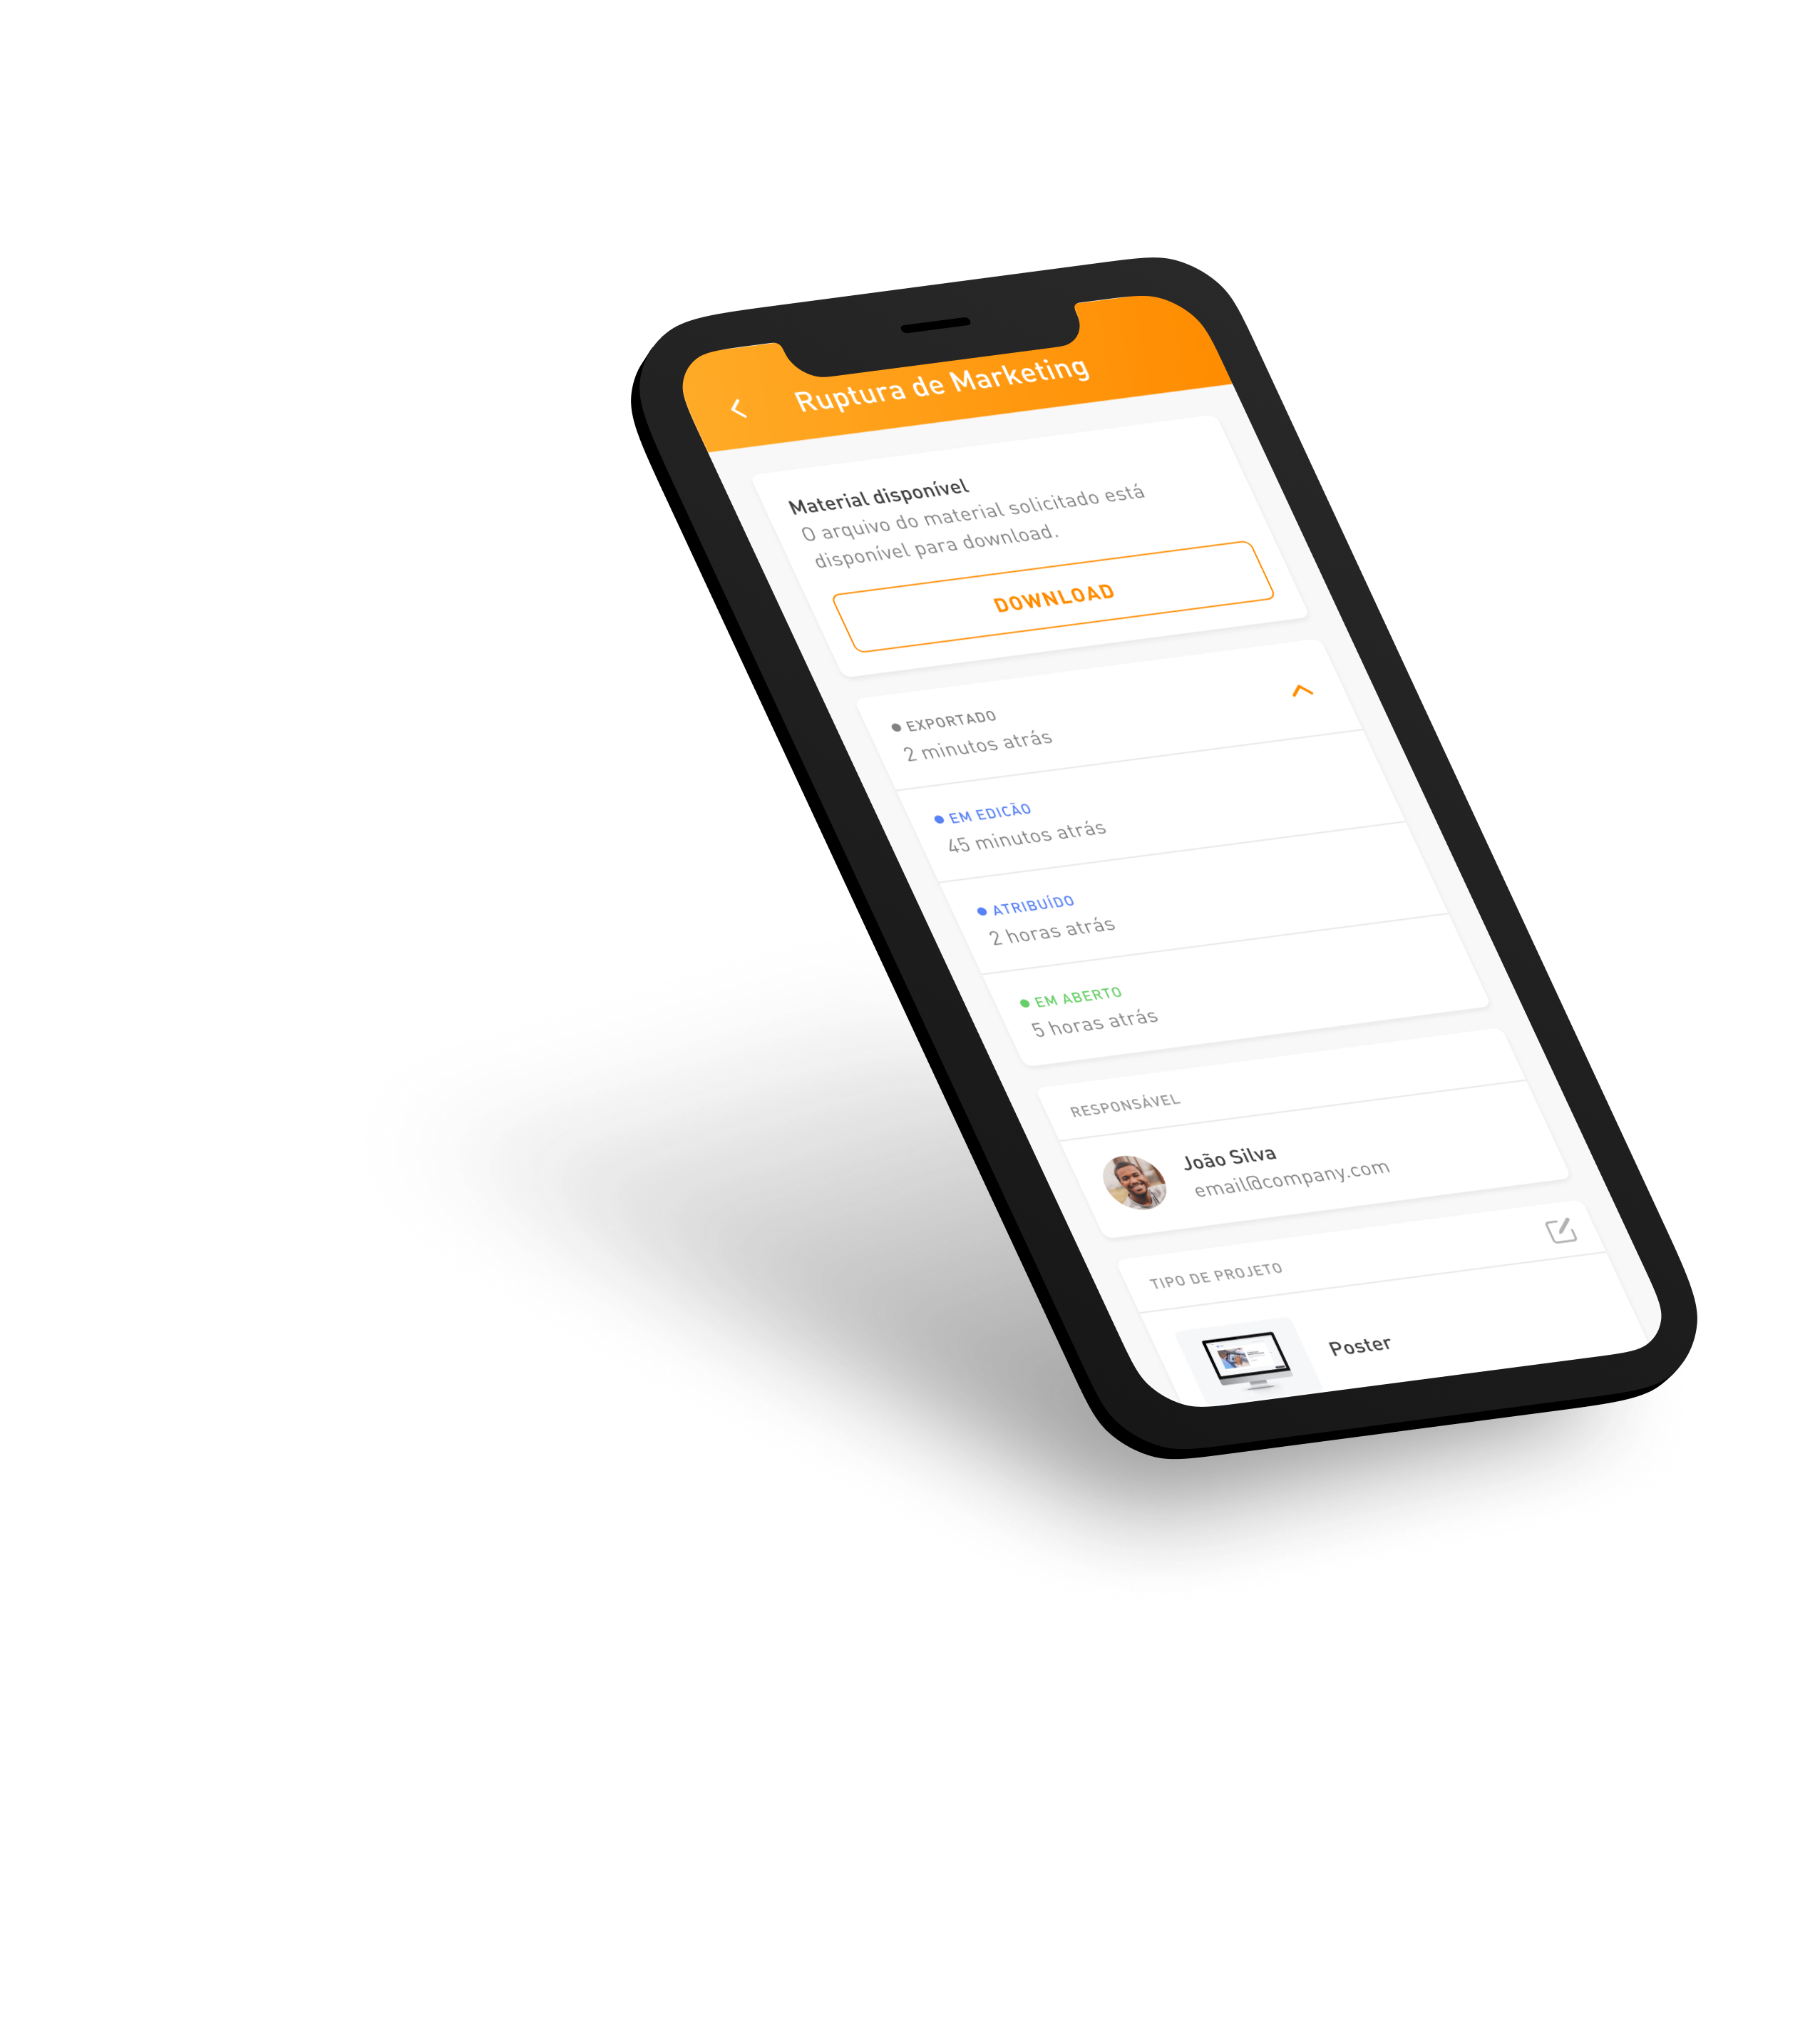 Ruptura de Marketing
Material disponível
O arquivo do material solicitado está
disponível para download.
DOWNLOAD
EXPORTADO
2 minutos atrás
EM EDICÃO
45 minutos atrás
ATRIBUÍDO
2 horas atrás
EM ABERTO
5 horas atrás
RESPONSÁVEL
João Silva
email@company.com
TIPO DE PROJETO
Poster